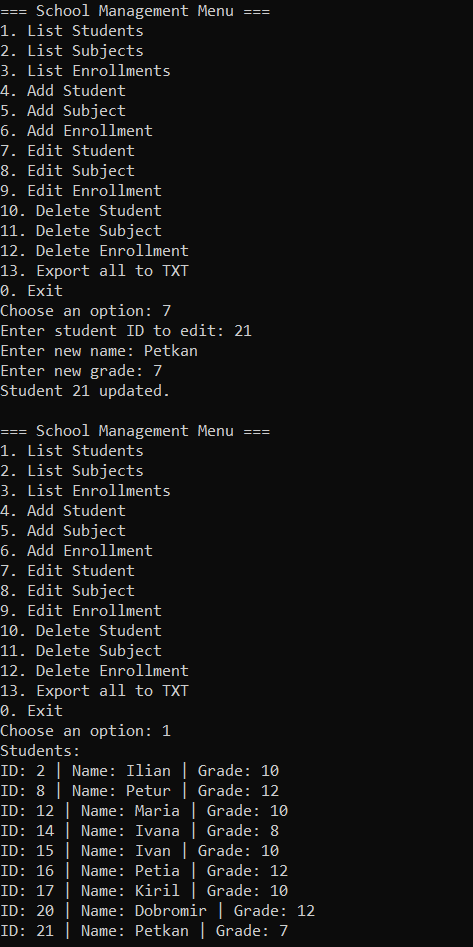 === School Management Menu ===
1. List Students
2. List Subjects
3. List Enrollments
4. Add Student
5. Add Subject
6. Add Enrollment
7. Edit Student
8. Edit Subject
9. Edit Enrollment
10. Delete Student
11. Delete Subject
12. Delete Enrollment
13. Export all to TXT
0. Exit
Choose an option: 7
Enter student ID to edit: 21
Enter new name: Petkan
Enter new grade: 7
Student 21 updated.
=== School Management Menu ===
1. List Students
2. List Subjects
3. List Enrollments
4. Add Student
5. Add Subject
6. Add Enrollment
7. Edit Student
8. Edit Subject
9. Edit Enrollment
10. Delete Student
11. Delete Subject
12. Delete Enrollment
13. Export all to TXT
0. Exit
Choose an option: 1
Students:
ID: 2 | Name: Ilian | Grade: 10
ID: 8 | Name: Petur | Grade: 12
ID: 12 | Name: Maria | Grade: 10
ID: 14 | Name: Ivana | Grade: 8
ID: 15 | Name: Ivan | Grade: 10
ID: 16 | Name: Petia | Grade: 12
ID: 17 | Name: Kiril | Grade: 10
ID: 20 | Name: Dobromir | Grade: 12
ID: 21 | Name: Petkan | Grade: 7